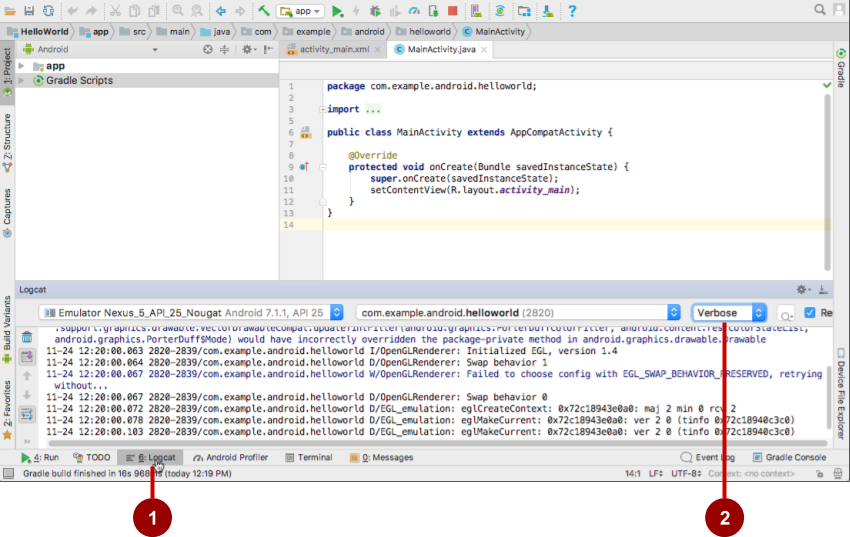 app
HelloWorld app src main java com example android helloworld MainActivity
1: Project
Android
activity_main.xml
MainActivity.java
Gradle
app
Gradle Scripts
1 package com.example.android.helloworld;
2
3 import ...
5
6 public class MainActivity extends AppCompatActivity {
7
8 @Override
9 protected void onCreate(Bundle savedInstanceState) {
10 super.onCreate(savedInstanceState);
11 setContentView(R.layout.activity_main);
12 }
13 }
14
7: Structure
Captures
Build Variants
2: Favorites
Device File Explorer
Logcat
Emulator Nexus_5_API_25_Nougat Android 7.1.1, API 25
com.example.android.helloworld (2820)
Verbose
Re
android.graphics.PorterDuff$Mode) would have incorrectly overridden the package-private method in android.graphics.drawable.Drawable
11-24 12:20:00.063 2820-2839/com.example.android.helloworld I/OpenGLRenderer: Initialized EGL, version 1.4
11-24 12:20:00.064 2820-2839/com.example.android.helloworld D/OpenGLRenderer: Swap behavior 1
11-24 12:20:00.067 2820-2839/com.example.android.helloworld W/OpenGLRenderer: Failed to choose config with EGL_SWAP_BEHAVIOR_PRESERVED, retrying
without...
11-24 12:20:00.067 2820-2839/com.example.android.helloworld D/OpenGLRenderer: Swap behavior 0
11-24 12:20:00.072 2820-2839/com.example.android.helloworld D/EGL_emulation: eglCreateContext: 0x72c18943e0a0: maj 2 min 0 rcv 2
11-24 12:20:00.078 2820-2839/com.example.android.helloworld D/EGL_emulation: eglMakeCurrent: 0x72c18943e0a0: ver 2 0 (tinfo 0x72c18940c3c0)
11-24 12:20:00.103 2820-2839/com.example.android.helloworld D/EGL_emulation: eglMakeCurrent: 0x72c18943e0a0: ver 2 0 (tinfo 0x72c18940c3c0)
4: Run TODO 6: Logcat Android Profiler Terminal 0: Messages Event Log Gradle Console
Gradle build finished in 16s (today 12:19 PM) 14:1 LF UTF-8 Context: <no context>
1
2